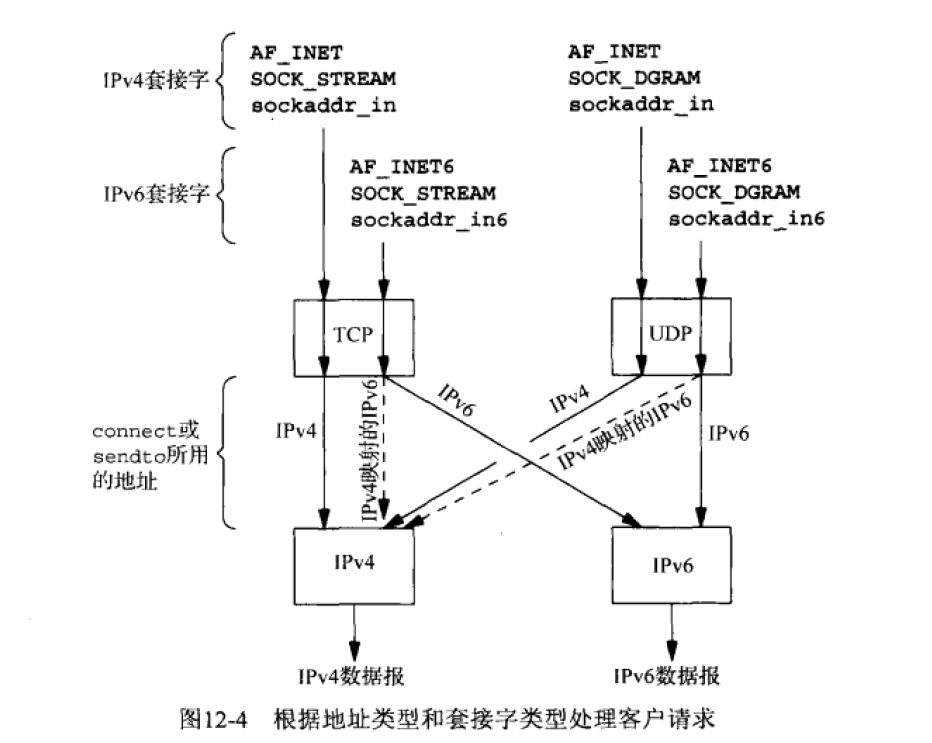 IPv4套接字
AF_INET
SOCK_STREAM
sockaddr_in
AF_INET
SOCK_DGRAM
sockaddr_in
IPv6套接字
AF_INET6
SOCK_STREAM
sockaddr_in6
AF_INET6
SOCK_DGRAM
sockaddr_in6
TCP
UDP
connect或
sendto所用
的地址
IPv4
IPv4映射的IPv6
IPv6
IPv4
IPv4映射的IPv6
IPv6
IPv4
IPv6
IPv4数据报
IPv6数据报
图12-4 根据地址类型和套接字类型处理客户请求